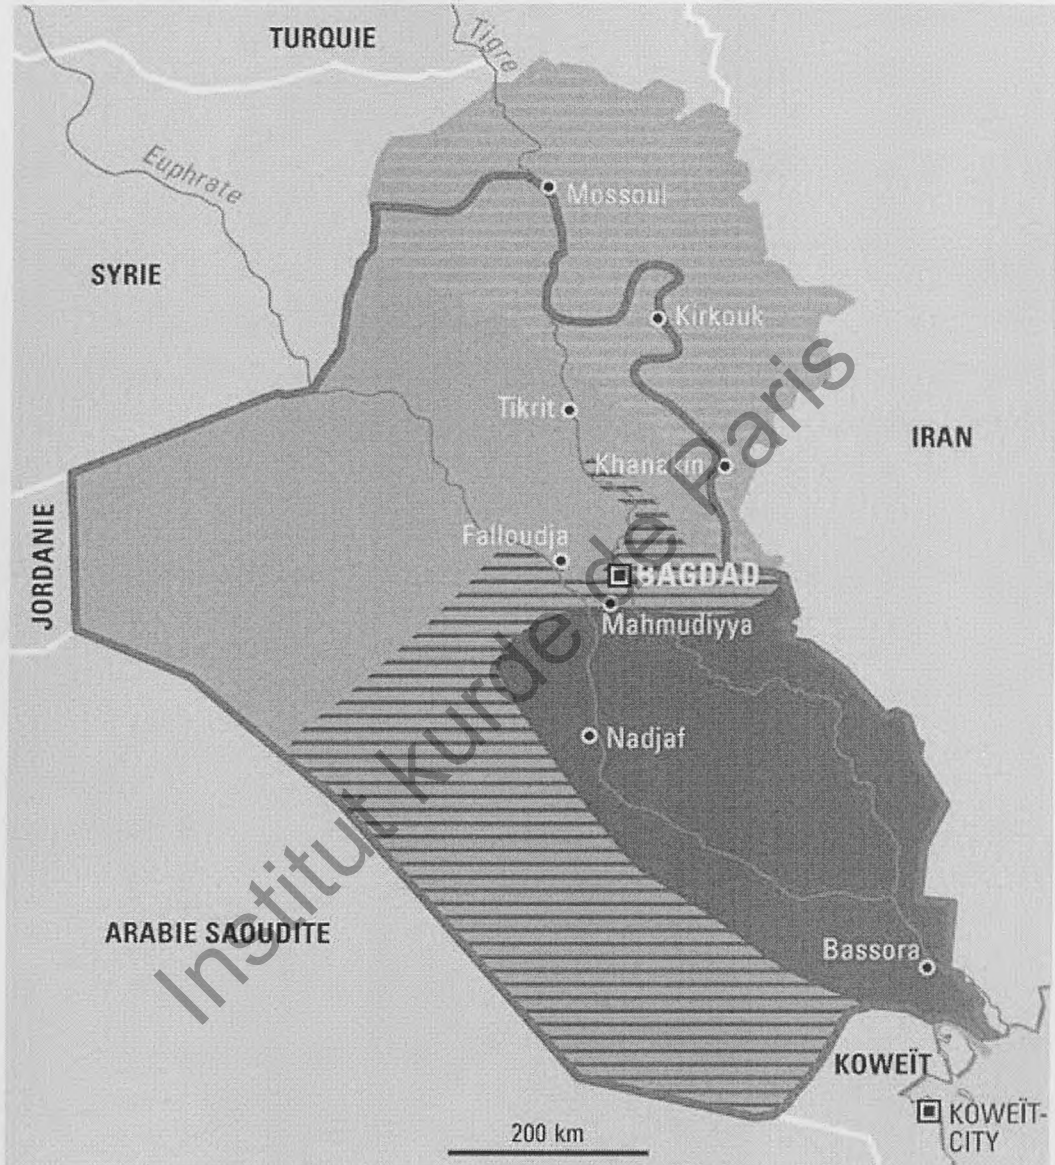 TURQUIE
Tigre
Euphrate
Mossoul
SYRIE
Kirkouk
Tikrit
IRAN
Khanakin
JORDANIE
Falloudja
BAGDAD
Mahmudiyya
Nadjaf
ARABIE SAOUDITE
Bassora
KOWEÏT
200 km
KOWEÏT-
CITY
Institut kurde de Paris